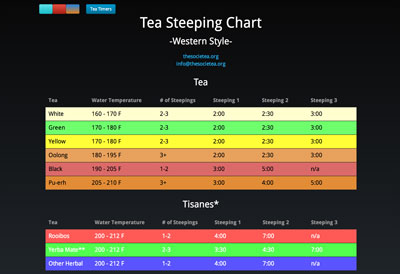 Tea Timers
Tea Steeping Chart
-Western Style-
thesocietea.org
info@thesocietea.org
Tea
Tea Water Temperature # of Steepings Steeping 1 Steeping 2 Steeping 3
White 160 - 170 F 2-3 2:00 2:30 3:00
Green 170 - 180 F 2-3 2:00 2:30 3:00
Yellow 170 - 180 F 2-3 2:00 2:30 3:00
Oolong 180 - 195 F 3+ 2:00 2:30 3:00
Black 190 - 205 F 1-2 3:00 5:00 n/a
Pu-erh 205 - 210 F 3+ 3:00 4:00 5:00
Tisanes*
Tea Water Temperature # of Steepings Steeping 1 Steeping 2 Steeping 3
Rooibos 200 - 212 F 1-2 4:00 7:00 n/a
Yerba Mate** 200 - 212 F 2-3 3:30 4:30 7:00
Other Herbal 200 - 212 F 1-2 4:00 7:00 n/a